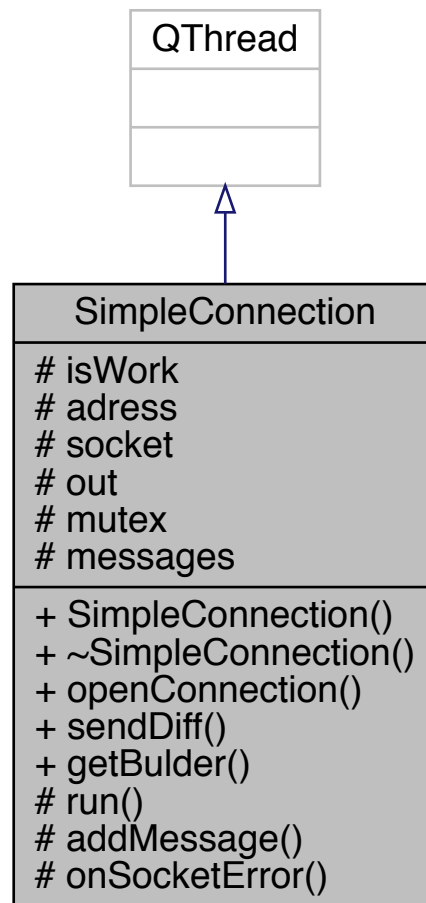 QThread
SimpleConnection
# isWork
# adress
# socket
# out
# mutex
# messages
+ SimpleConnection()
+ ~SimpleConnection()
+ openConnection()
+ sendDiff()
+ getBulder()
# run()
# addMessage()
# onSocketError()